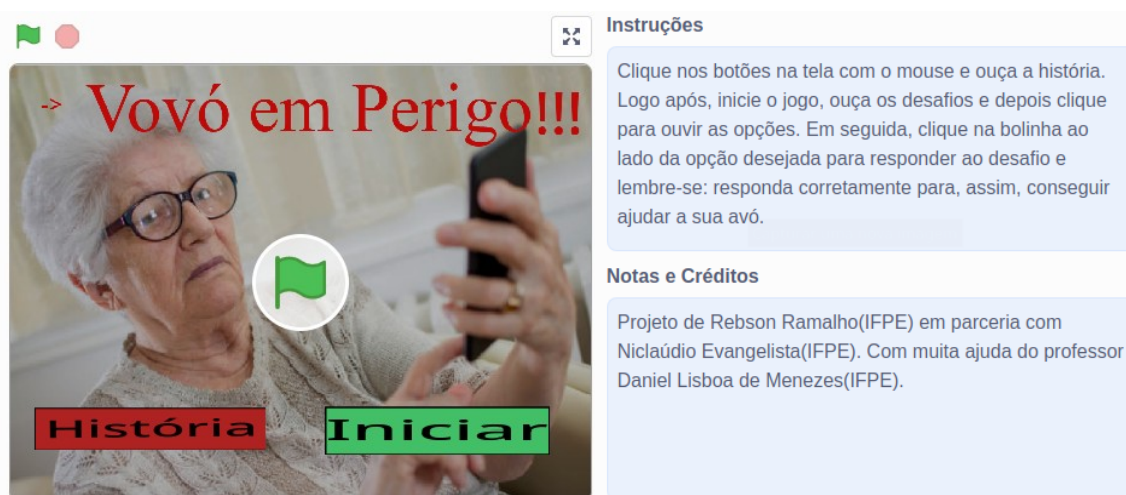 -> Vovó em Perigo!!!
História
Iniciar
Instruções
Clique nos botões na tela com o mouse e ouça a história.
Logo após, inicie o jogo, ouça os desafios e depois clique
para ouvir as opções. Em seguida, clique na bolinha ao
lado da opção desejada para responder ao desafio e
lembre-se: responda corretamente para, assim, conseguir
ajudar a sua avó.
Notas e Créditos
Projeto de Rebson Ramalho(IFPE) em parceria com
Niclaúdio Evangelista(IFPE). Com muita ajuda do professor
Daniel Lisboa de Menezes(IFPE).